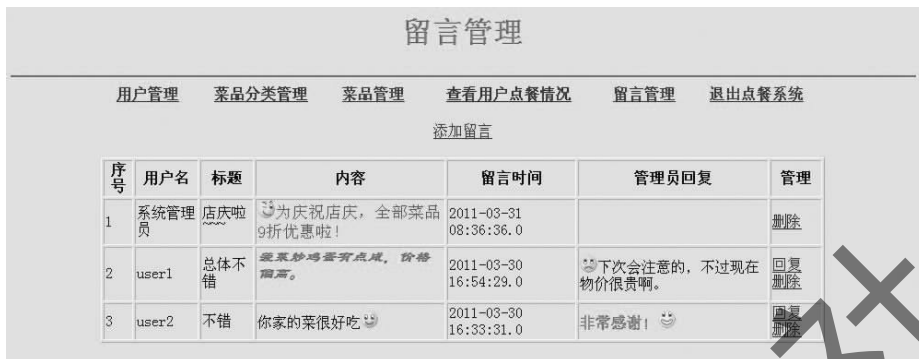 留言管理
用户管理 菜品分类管理 菜品管理 查看用户点餐情况 留言管理 退出点餐系统
添加留言
序号 用户名 标题 内容 留言时间 管理员回复 管理
1 系统管理员 店庆啦 为庆祝店庆，全部菜品9折优惠啦！ 2011-03-31 08:36:36.0 删除
2 user1 总体不错 韭菜炒鸡蛋有点咸，价格偏高。 2011-03-30 16:54:29.0 下次会注意的，不过现在物价很贵啊。 回复 删除
3 user2 不错 你家的菜很好吃 2011-03-30 16:33:31.0 非常感谢！ 回复 删除